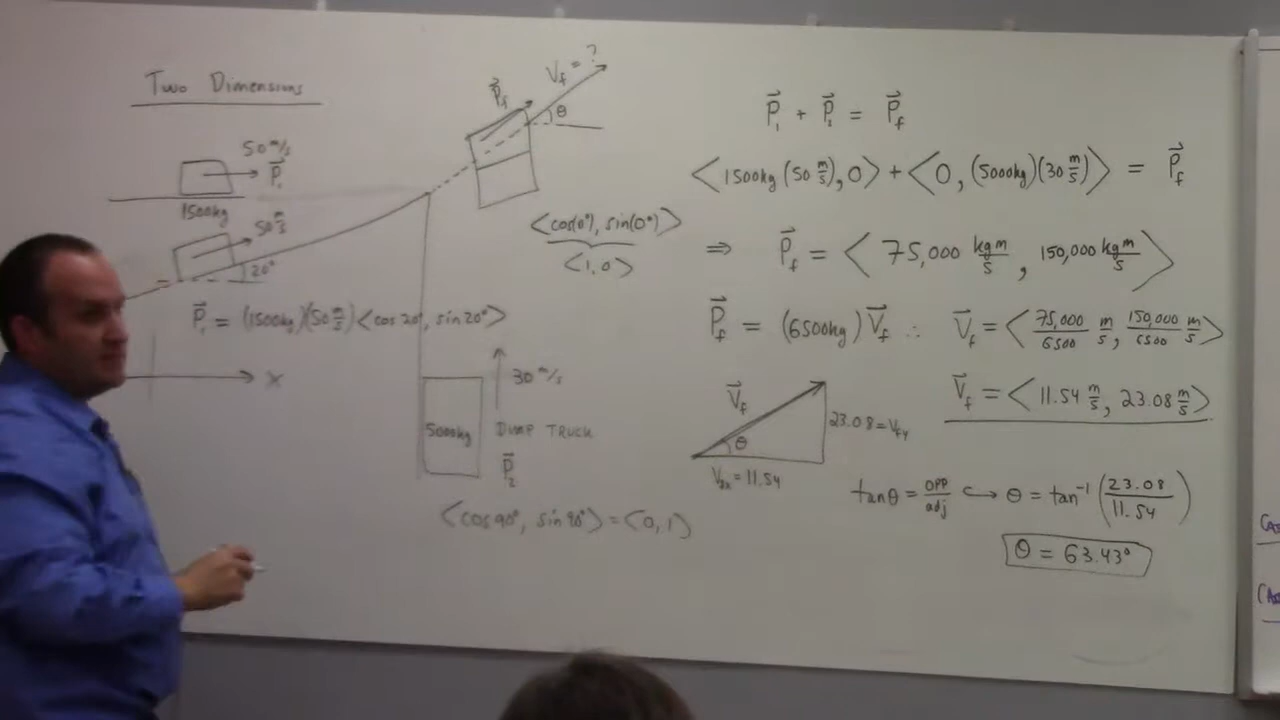 Two Dimensions
50 m/s
P⃗₁
1500kg
50 m/s
20°
P⃗₁ = (1500kg)(50 m/s)<cos 20°, sin 20°>
x
30 m/s
5000kg
DUMP TRUCK
P⃗₂
<cos 90°, sin 90°> = <0, 1>
P⃗f
Vf = ?
θ
<cos(0°), sin(0°)>
<1, 0>
P⃗₁ + P⃗₂ = P⃗f
<1500kg (50 m/s), 0> + <0, (5000kg)(30 m/s)> = P⃗f
⇒ P⃗f = <75,000 kgm/s, 150,000 kgm/s>
P⃗f = (6500kg) V⃗f ∴ V⃗f = <75,000/6500 m/s, 150,000/6500 m/s>
V⃗f = <11.54 m/s, 23.08 m/s>
V⃗f
θ
23.08 = Vfy
Vfx = 11.54
tanθ = opp/adj ↪ θ = tan⁻¹(23.08/11.54)
θ = 63.43°